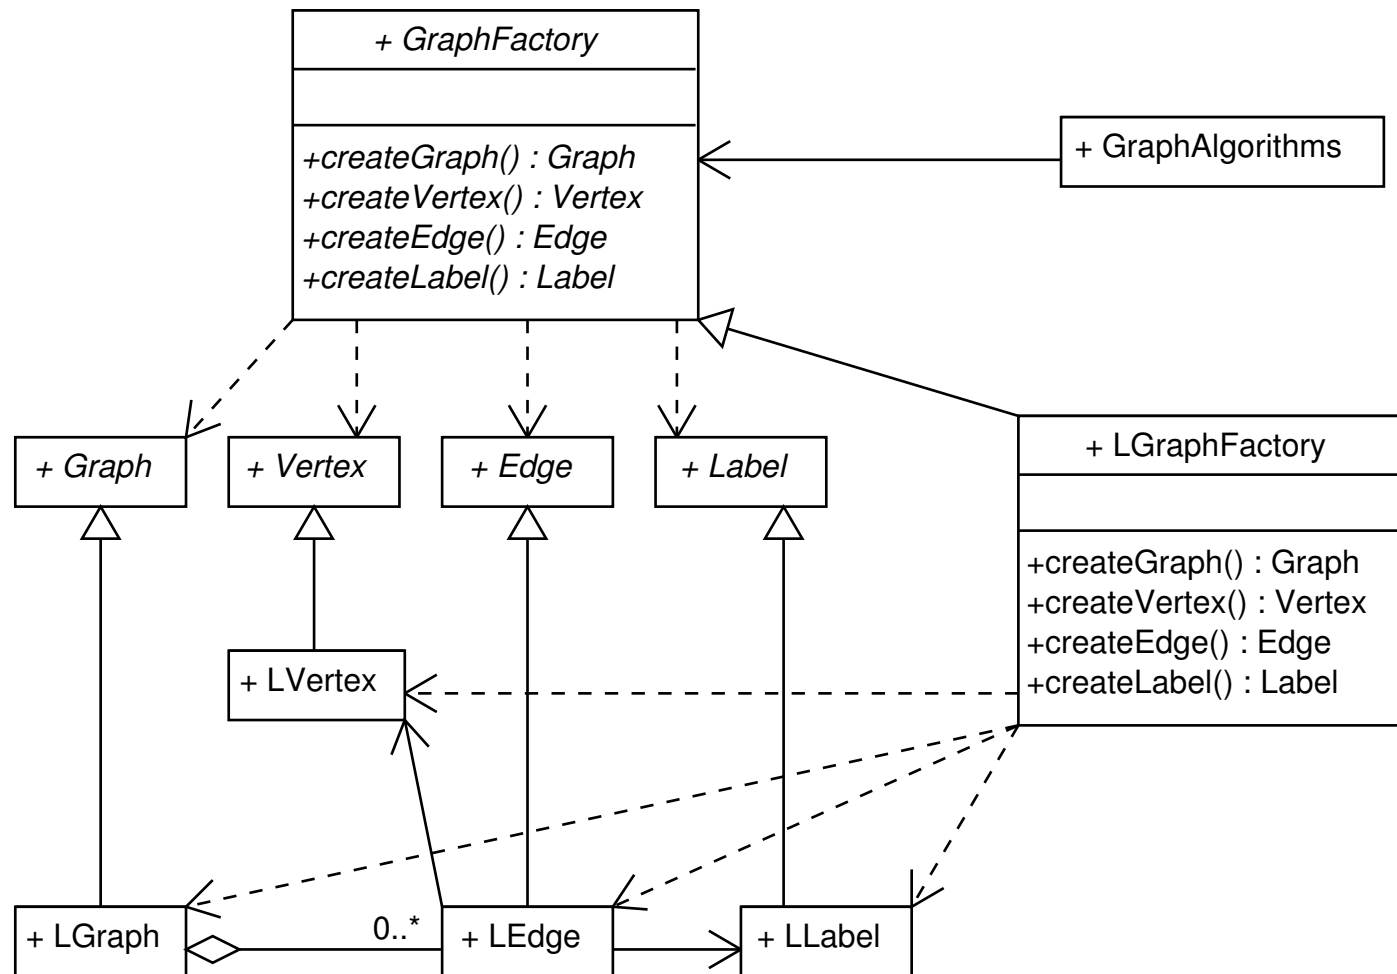 + GraphFactory
+createGraph() : Graph
+createVertex() : Vertex
+createEdge() : Edge
+createLabel() : Label
+ GraphAlgorithms
+ Graph
+ Vertex
+ Edge
+ Label
+ LGraphFactory
+createGraph() : Graph
+createVertex() : Vertex
+createEdge() : Edge
+createLabel() : Label
+ LVertex
+ LGraph
0..*
+ LEdge
+ LLabel